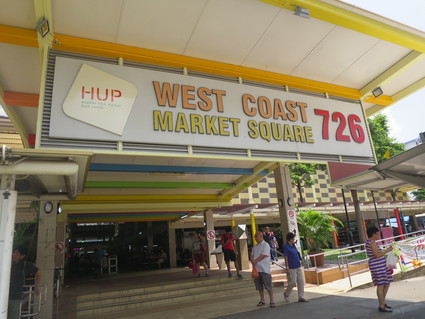 HUP
WEST COAST
MARKET SQUARE
726